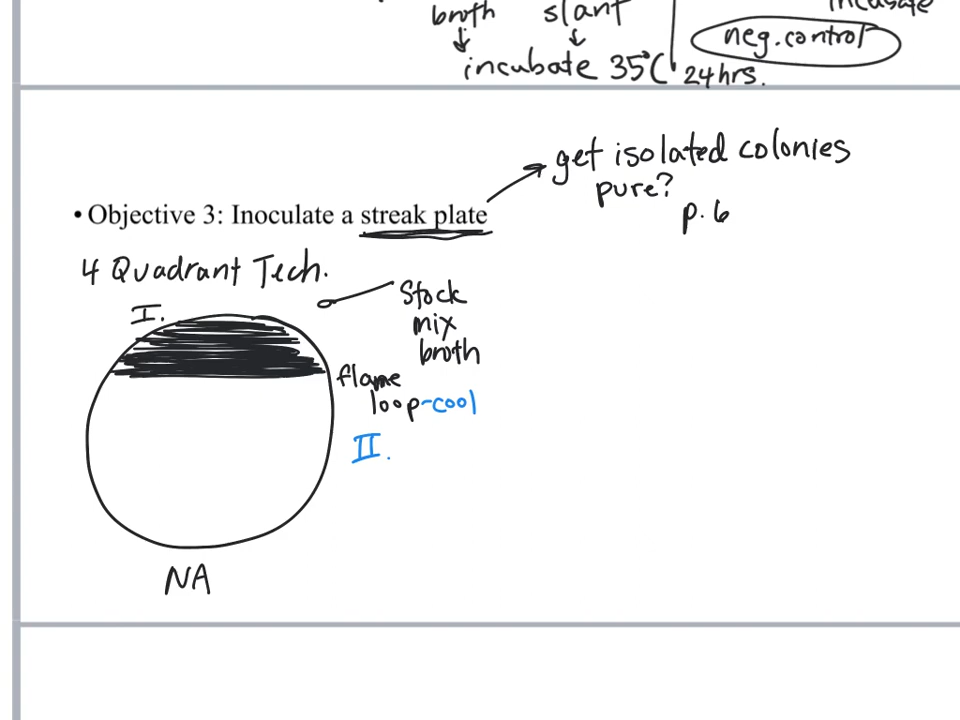 incubate
broth slant
neg. control
incubate 35°C 24hrs.
get isolated colonies
pure?
p. 6
• Objective 3: Inoculate a streak plate
4 Quadrant Tech.
I.
Stock
mix
broth
flame
loop-cool
II.
NA